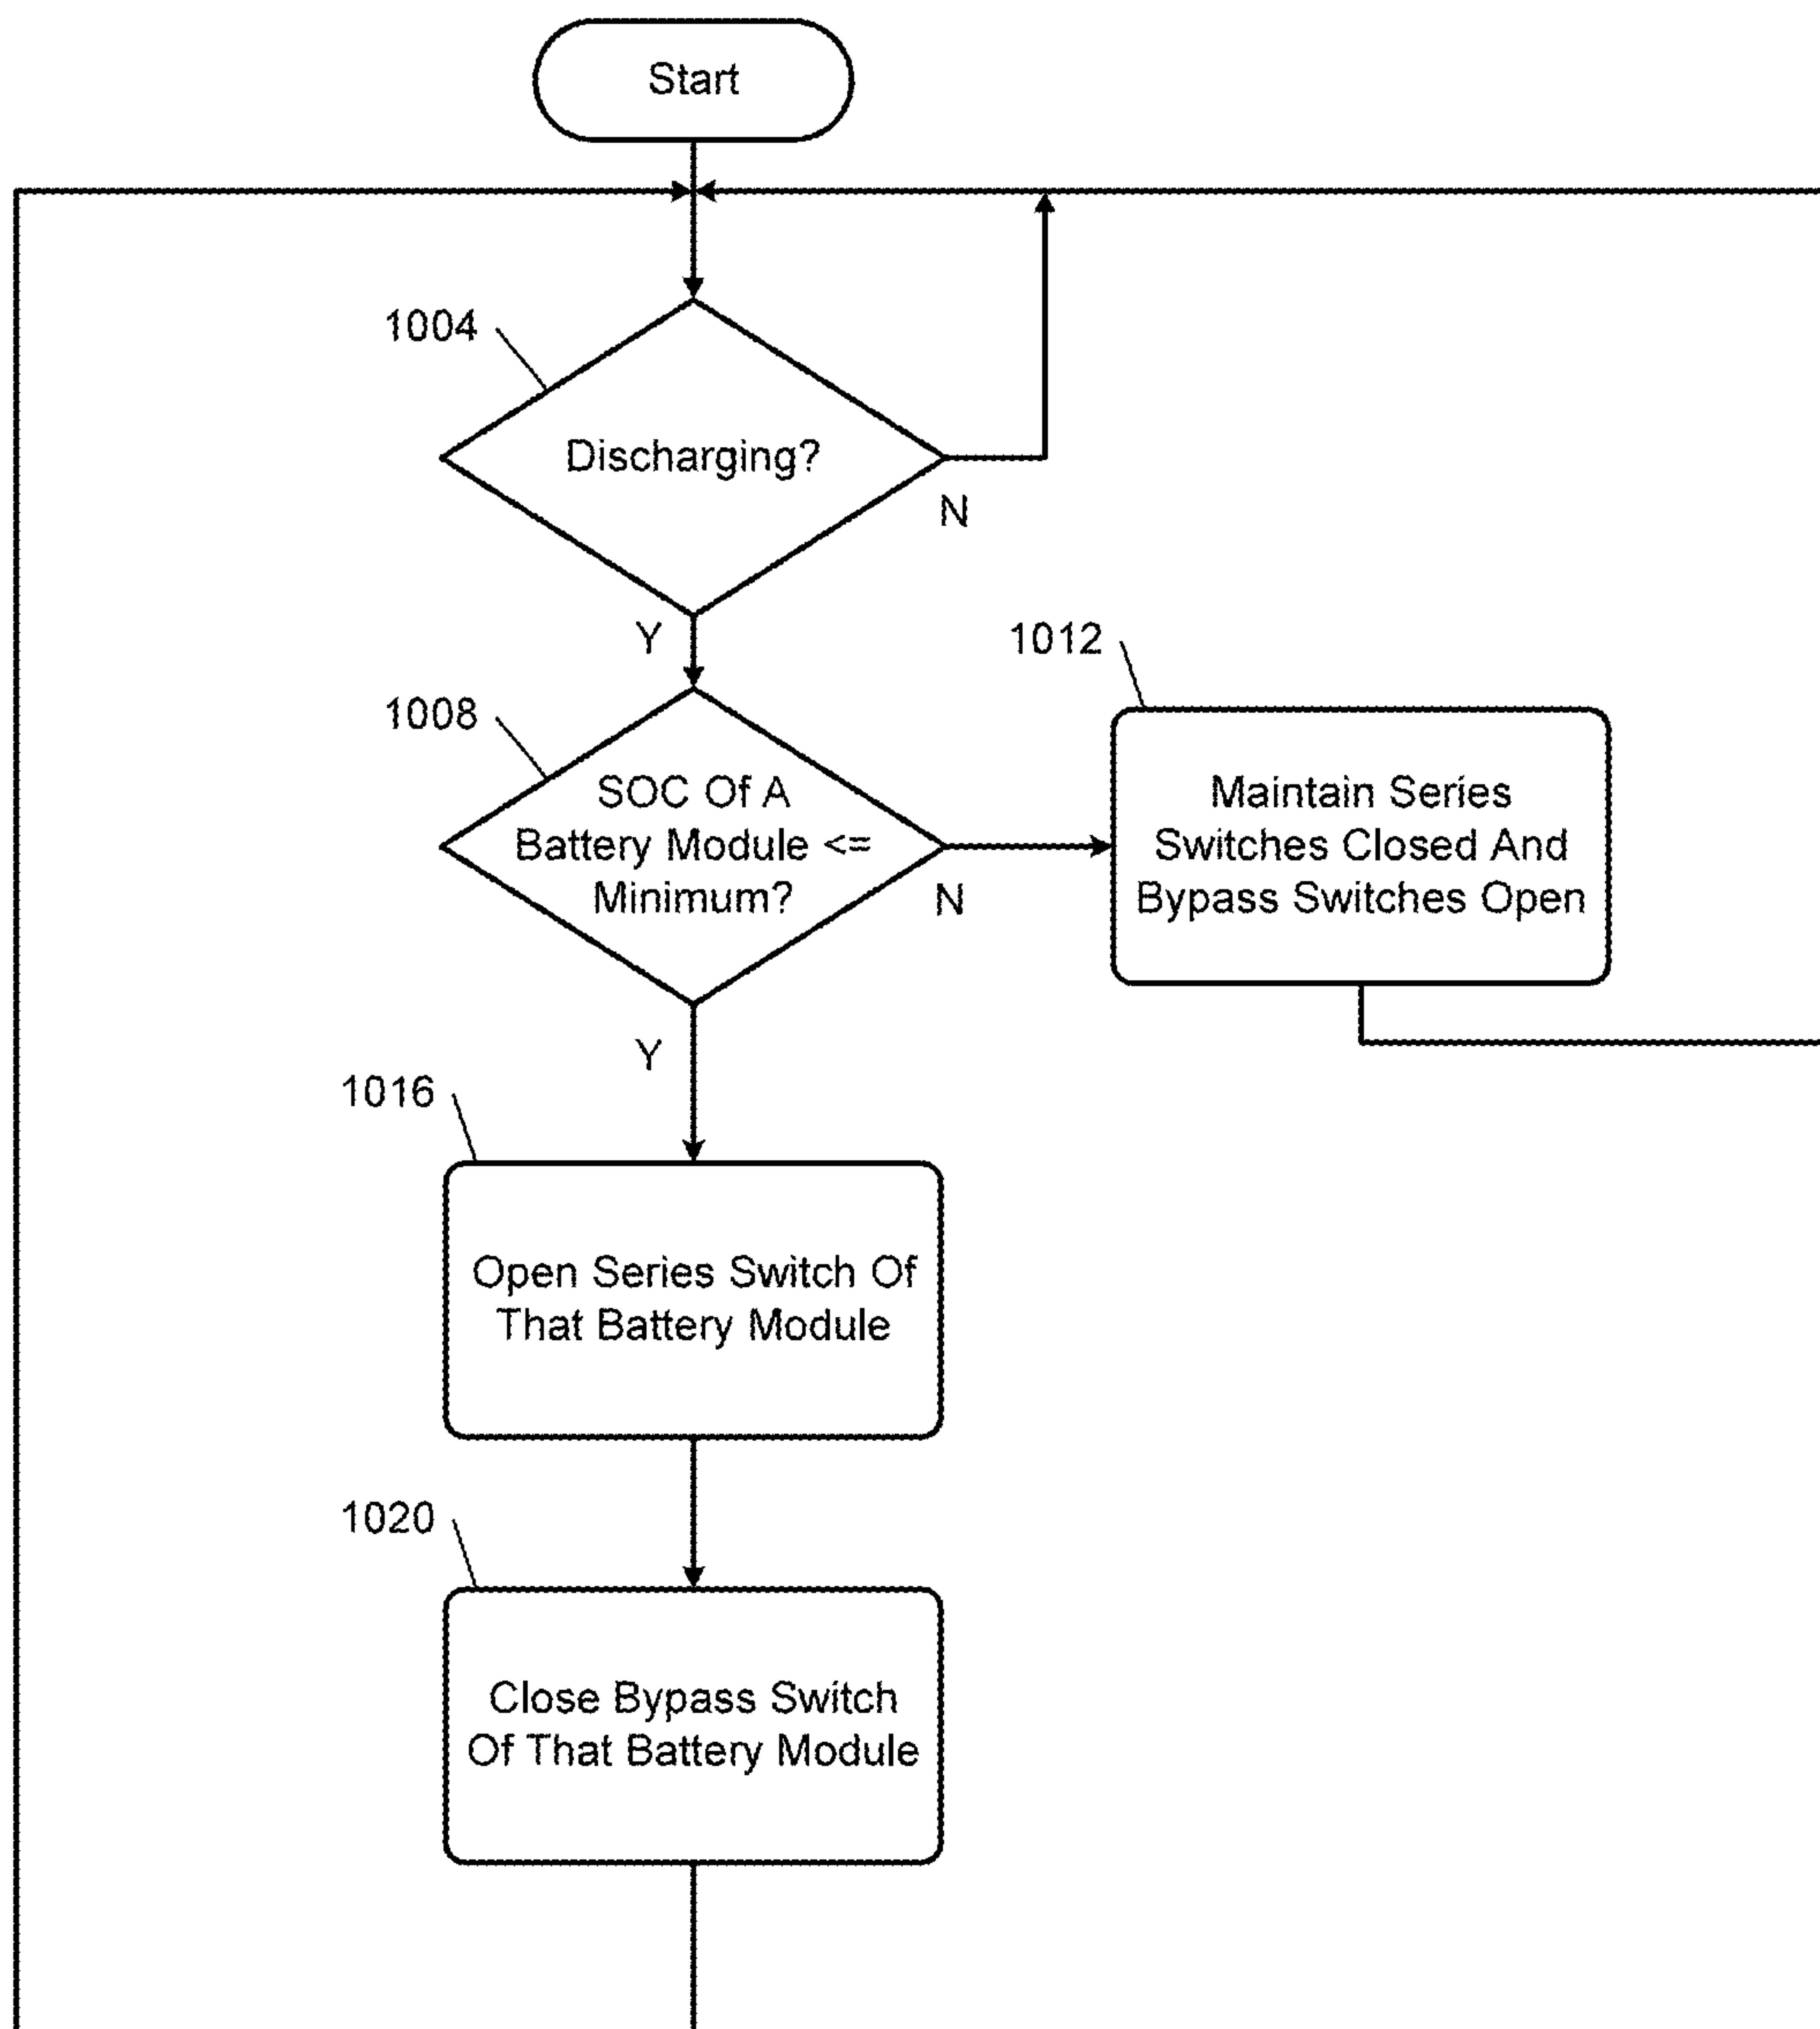 Start
1004
Discharging?
N
Y
1012
1008
SOC Of A
Battery Module <=
Minimum?
N
Maintain Series
Switches Closed And
Bypass Switches Open
Y
1016
Open Series Switch Of
That Battery Module
1020
Close Bypass Switch
Of That Battery Module